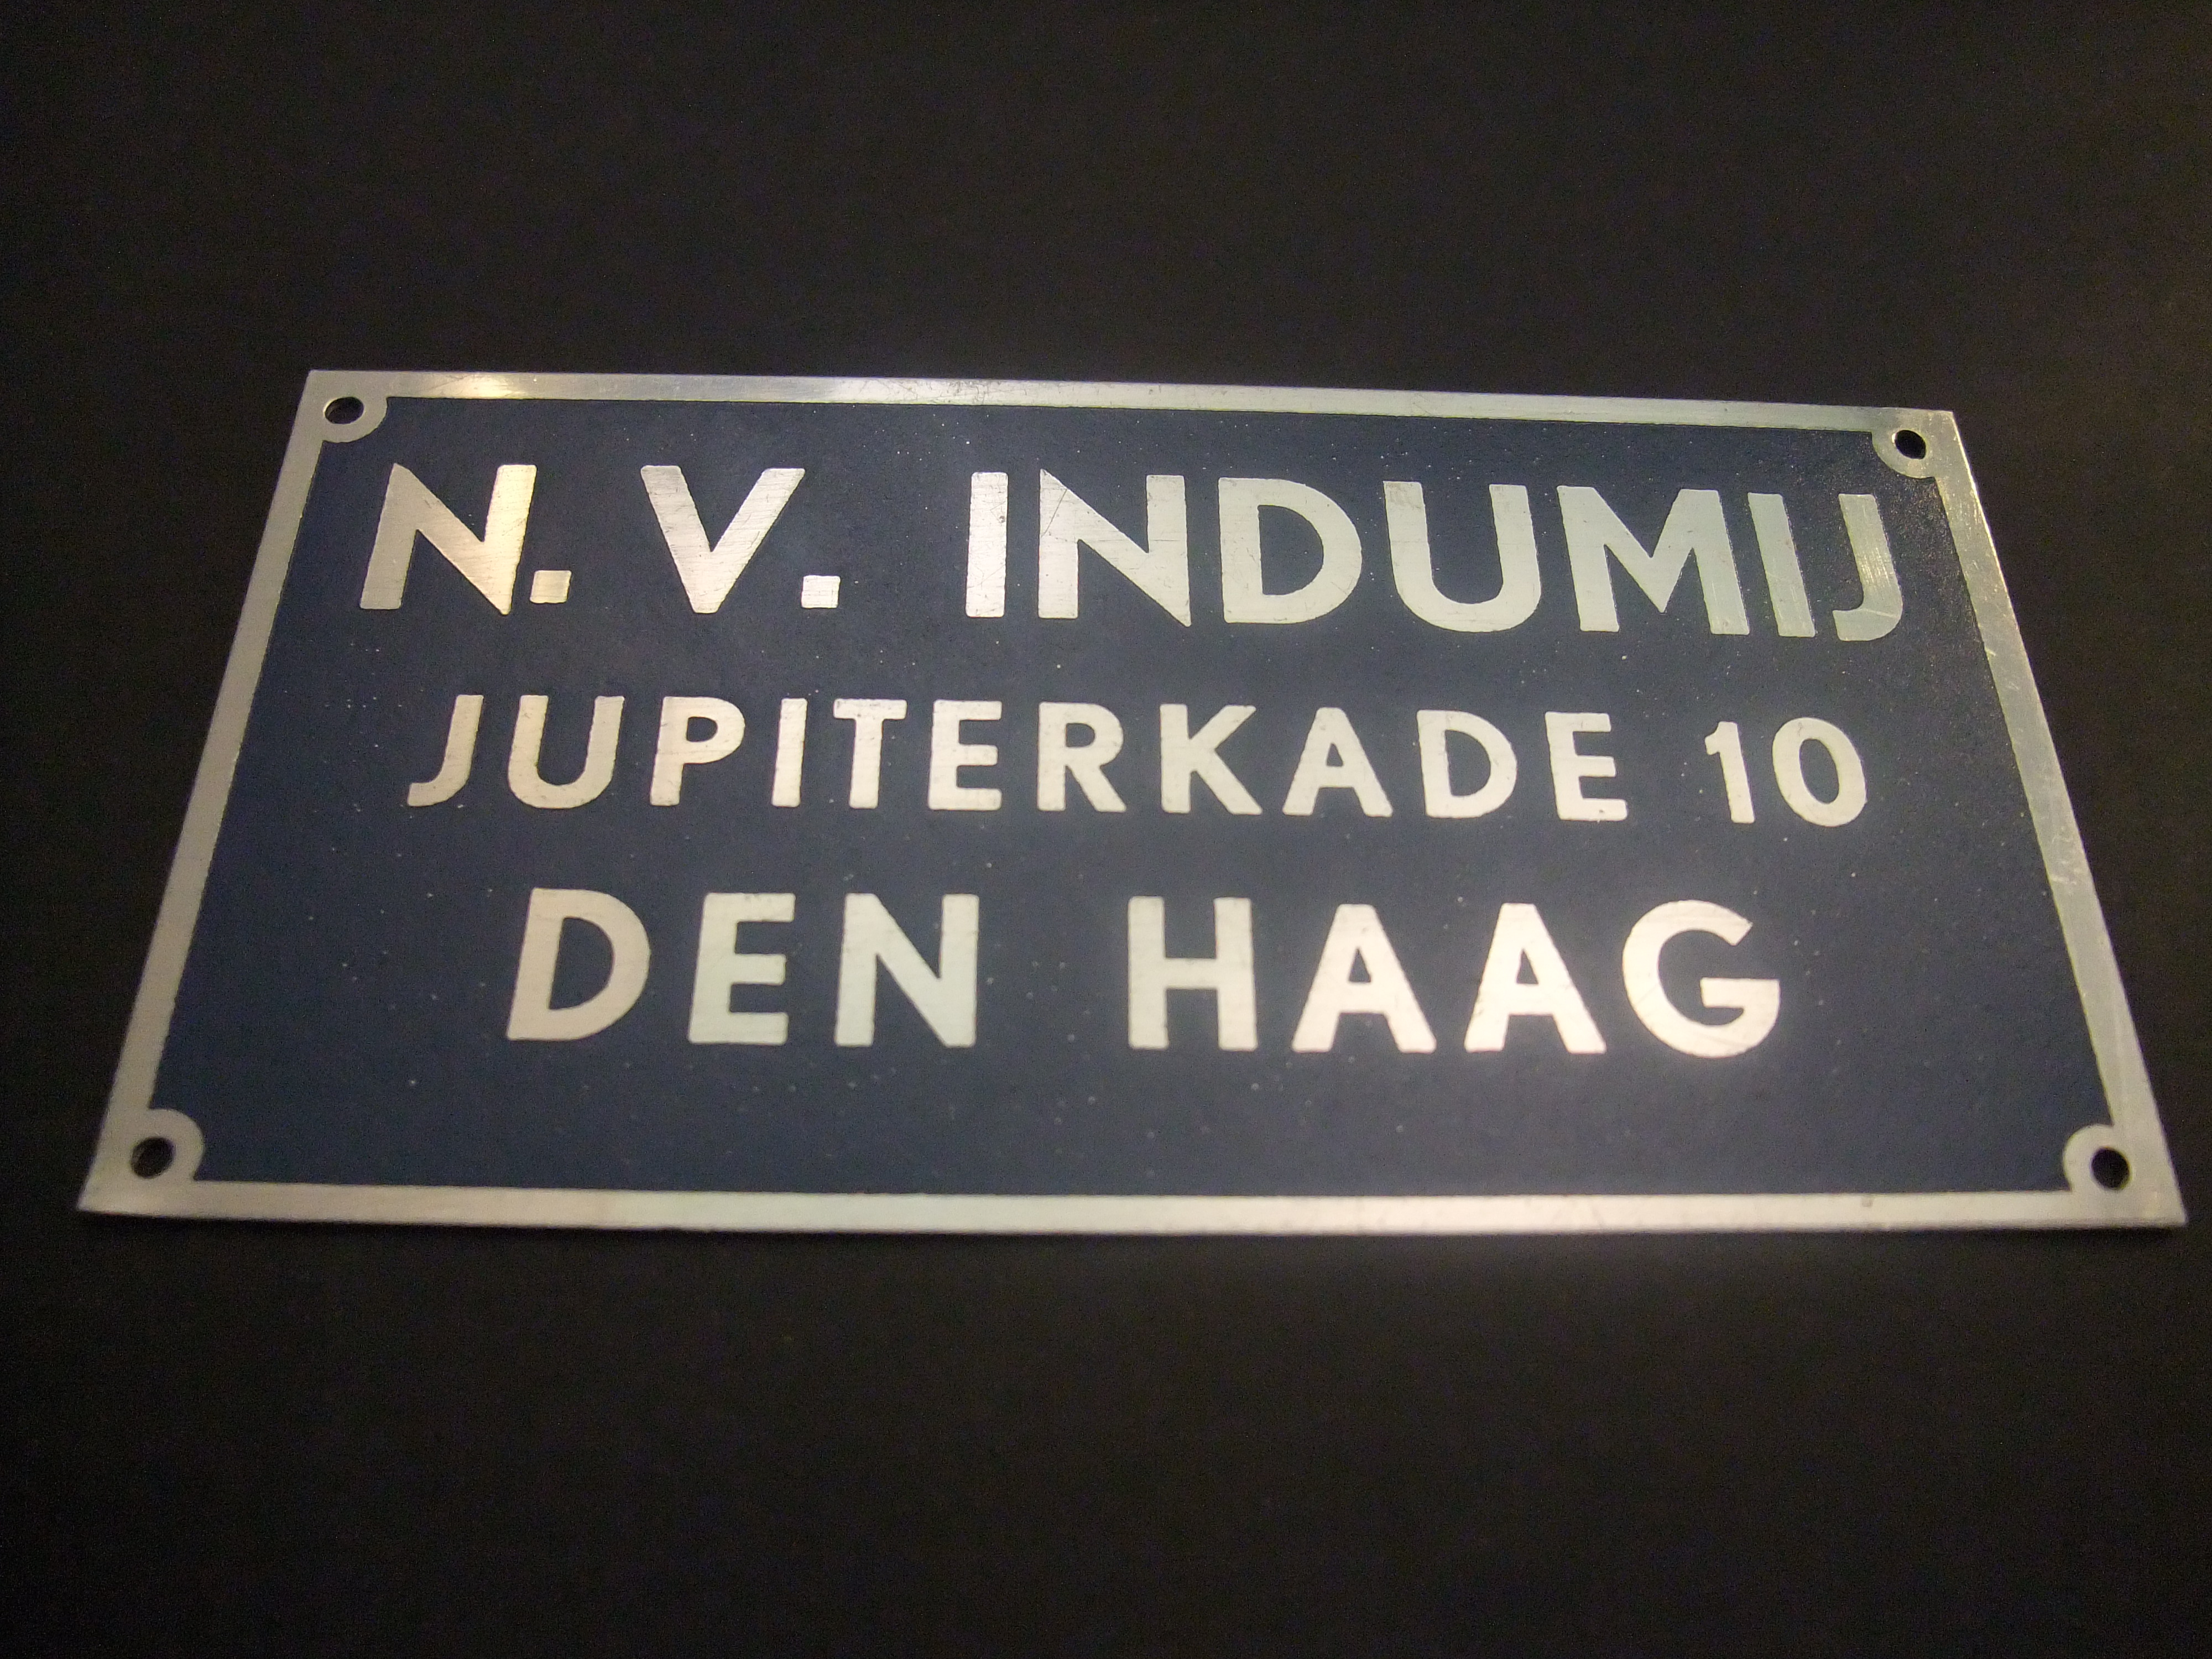 N.V. INDUMIJ
JUPITERKADE 10
DEN HAAG